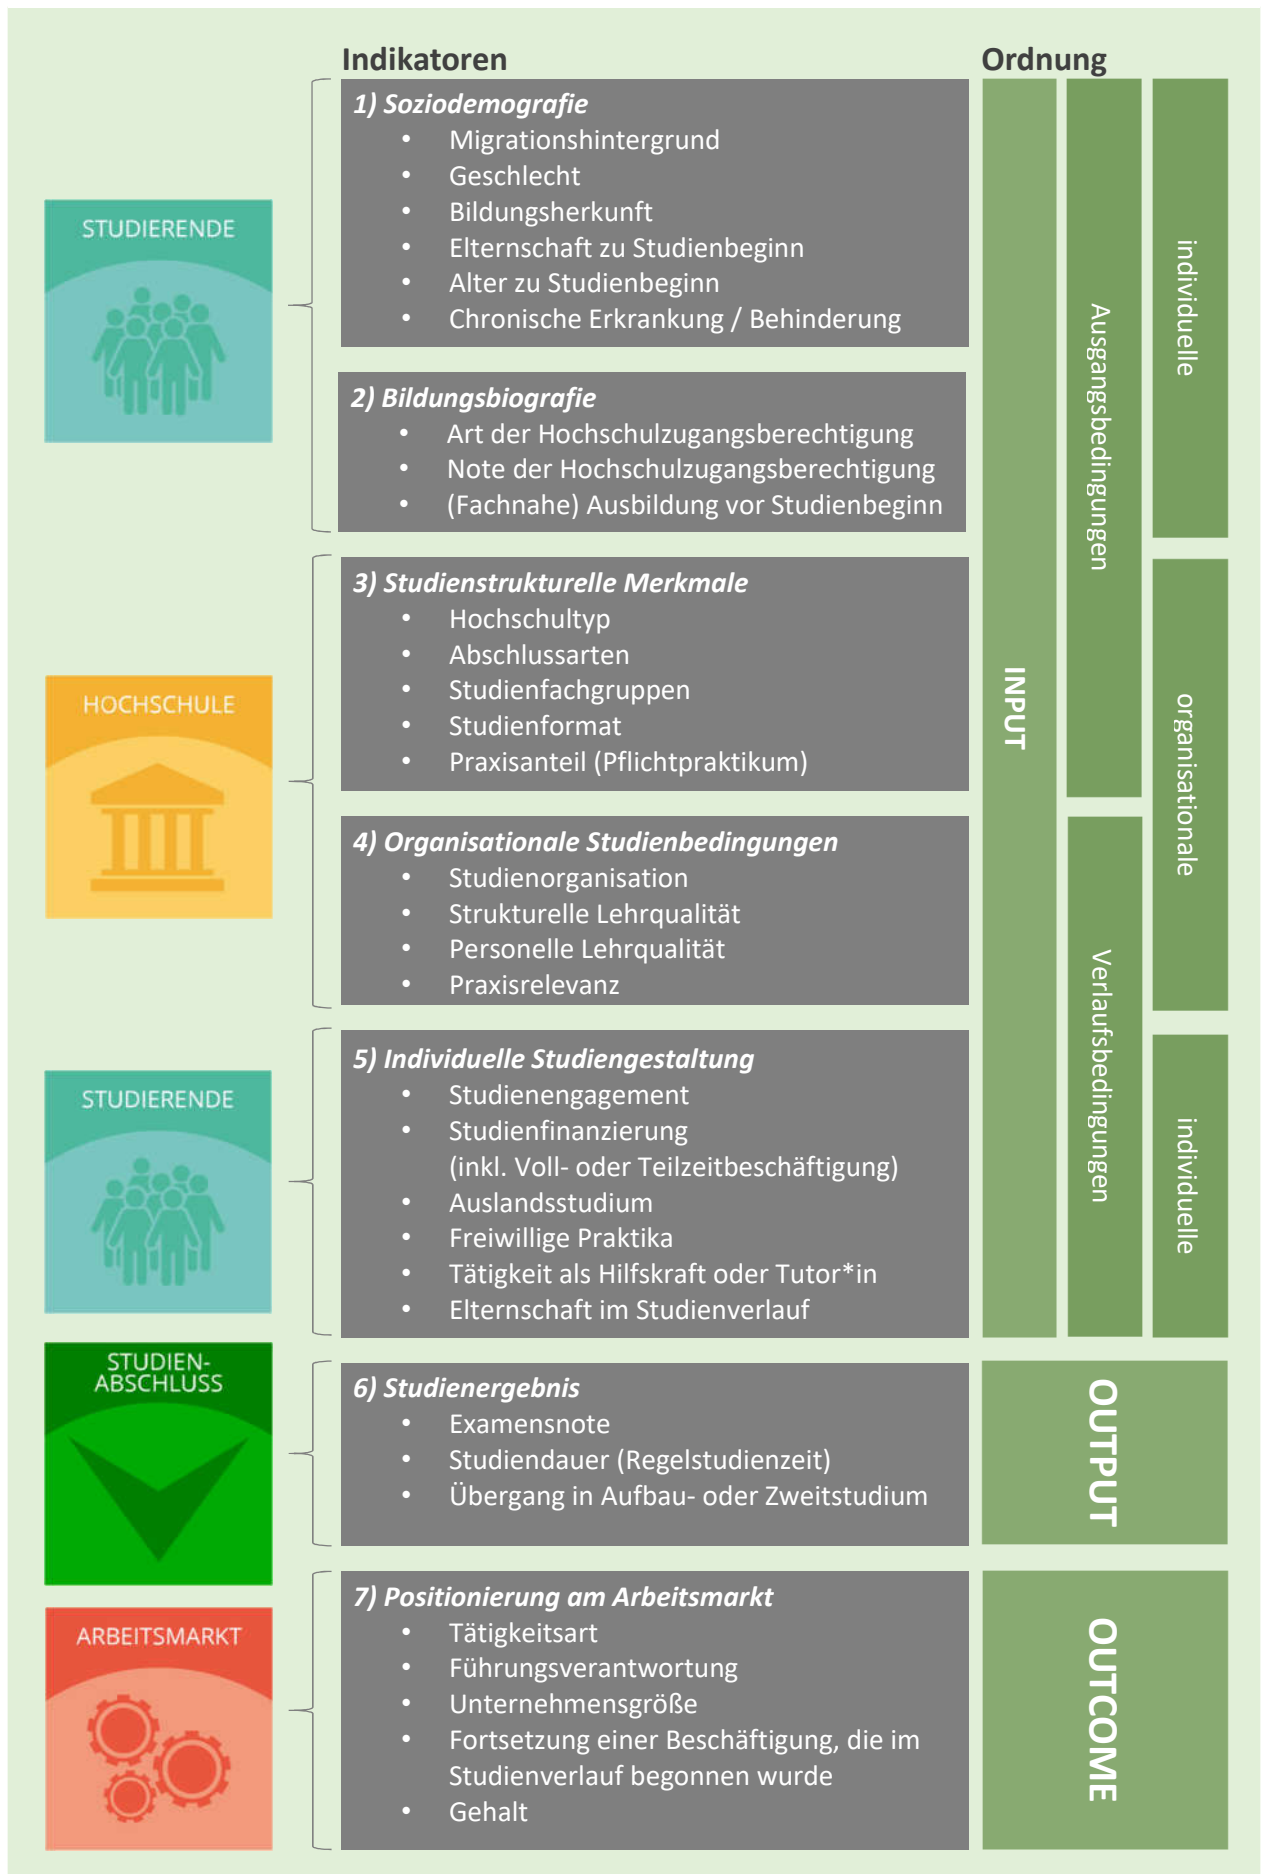 Indikatoren
Ordnung
STUDIERENDE
1) Soziodemografie
• Migrationshintergrund
• Geschlecht
• Bildungsherkunft
• Elternschaft zu Studienbeginn
• Alter zu Studienbeginn
• Chronische Erkrankung / Behinderung
2) Bildungsbiografie
• Art der Hochschulzugangsberechtigung
• Note der Hochschulzugangsberechtigung
• (Fachnahe) Ausbildung vor Studienbeginn
HOCHSCHULE
3) Studienstrukturelle Merkmale
• Hochschultyp
• Abschlussarten
• Studienfachgruppen
• Studienformat
• Praxisanteil (Pflichtpraktikum)
4) Organisationale Studienbedingungen
• Studienorganisation
• Strukturelle Lehrqualität
• Personelle Lehrqualität
• Praxisrelevanz
STUDIERENDE
5) Individuelle Studiengestaltung
• Studienengagement
• Studienfinanzierung
(inkl. Voll- oder Teilzeitbeschäftigung)
• Auslandsstudium
• Freiwillige Praktika
• Tätigkeit als Hilfskraft oder Tutor*in
• Elternschaft im Studienverlauf
INPUT
Ausgangsbedingungen
Verlaufsbedingungen
individuelle
organisationale
individuelle
STUDIEN-
ABSCHLUSS
6) Studienergebnis
• Examensnote
• Studiendauer (Regelstudienzeit)
• Übergang in Aufbau- oder Zweitstudium
OUTPUT
ARBEITSMARKT
7) Positionierung am Arbeitsmarkt
• Tätigkeitsart
• Führungsverantwortung
• Unternehmensgröße
• Fortsetzung einer Beschäftigung, die im
Studienverlauf begonnen wurde
• Gehalt
OUTCOME